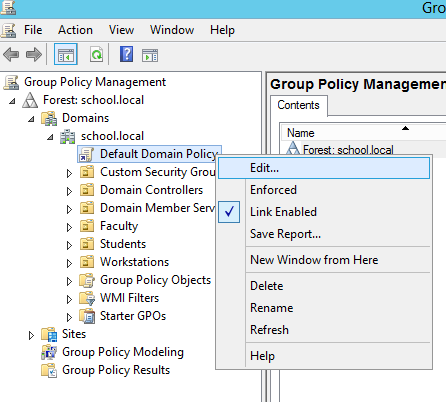 Gro
File Action View Window Help
Group Policy Management
Forest: school.local
Domains
school.local
Default Domain Policy
Custom Security Grou
Domain Controllers
Domain Member Serv
Faculty
Students
Workstations
Group Policy Objects
WMI Filters
Starter GPOs
Sites
Group Policy Modeling
Group Policy Results
Group Policy Managemen
Contents
Name
Forest: school.local
Edit...
Enforced
Link Enabled
Save Report...
New Window from Here
Delete
Rename
Refresh
Help